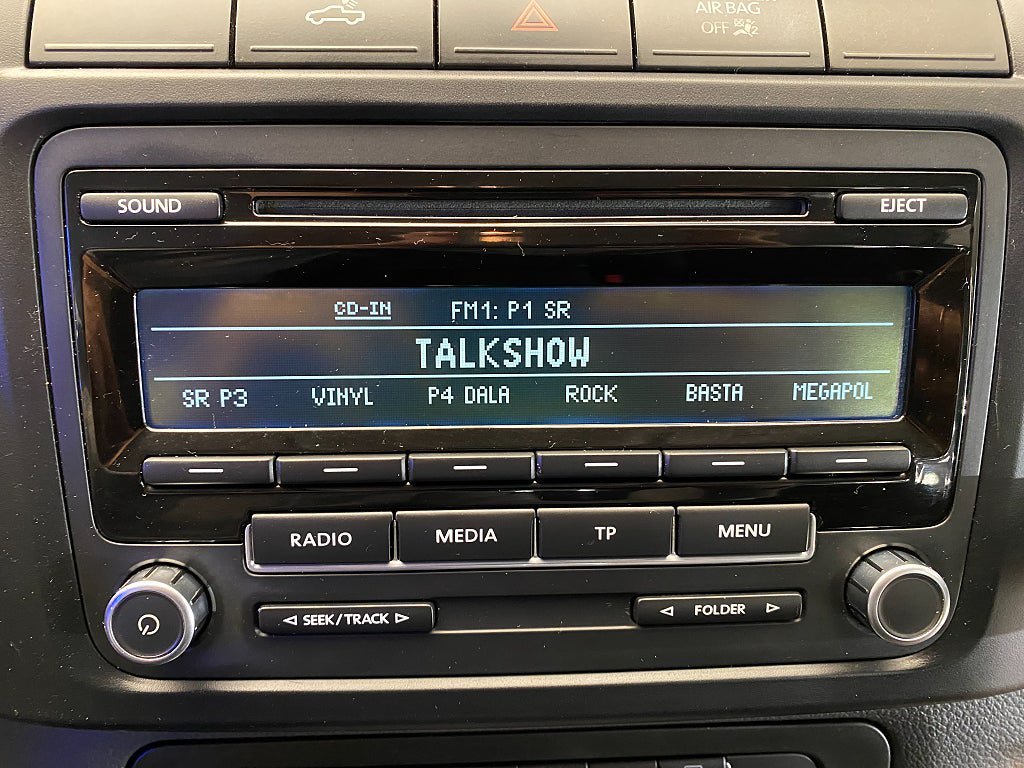 AIR BAG
OFF 2
SOUND
EJECT
CD-IN FM1: P1 SR
TALKSHOW
SR P3 VINYL P4 DALA ROCK BASTA MEGAPOL
RADIO MEDIA TP MENU
SEEK/TRACK FOLDER